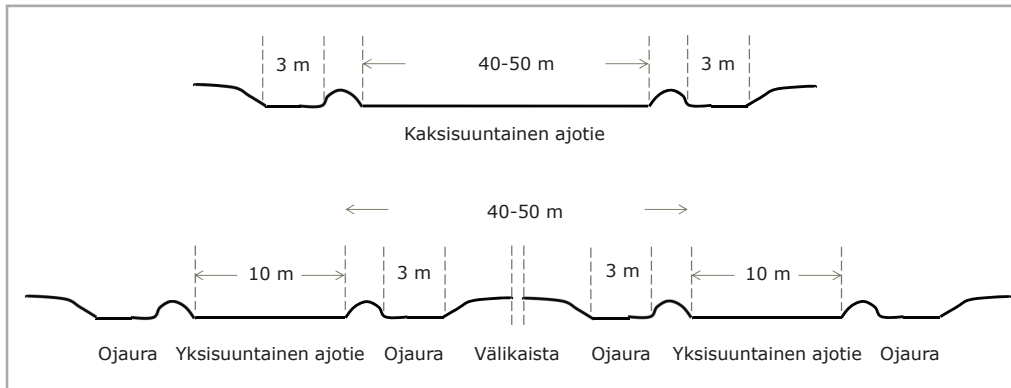 3 m 40-50 m 3 m
Kaksisuuntainen ajotie
40-50 m
10 m 3 m 3 m 10 m
Ojaura Yksisuuntainen ajotie Ojaura Välikaista Ojaura Yksisuuntainen ajotie Ojaura